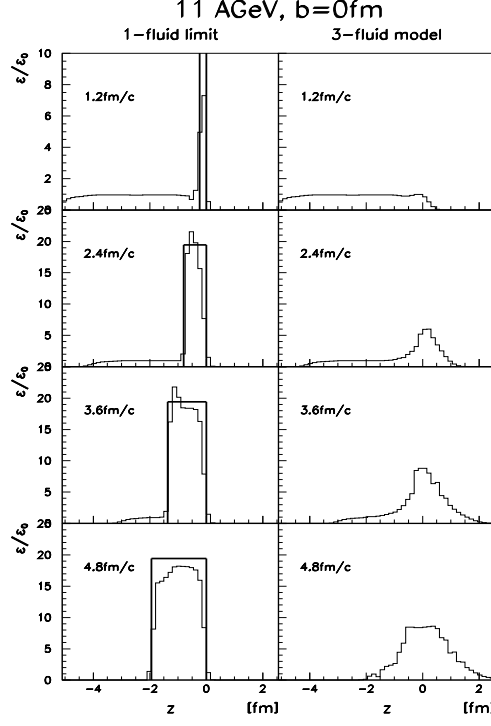 11 AGeV, b=0fm
1−fluid limit 3−fluid model
ε/ε₀
10
8
6
4
2
0
1.2fm/c 1.2fm/c
ε/ε₀
20
15
10
5
2.4fm/c 2.4fm/c
ε/ε₀
20
15
10
5
3.6fm/c 3.6fm/c
ε/ε₀
20
15
10
5
0
4.8fm/c 4.8fm/c
−4 −2 0 2 −4 −2 0 2
z [fm] z [fm]